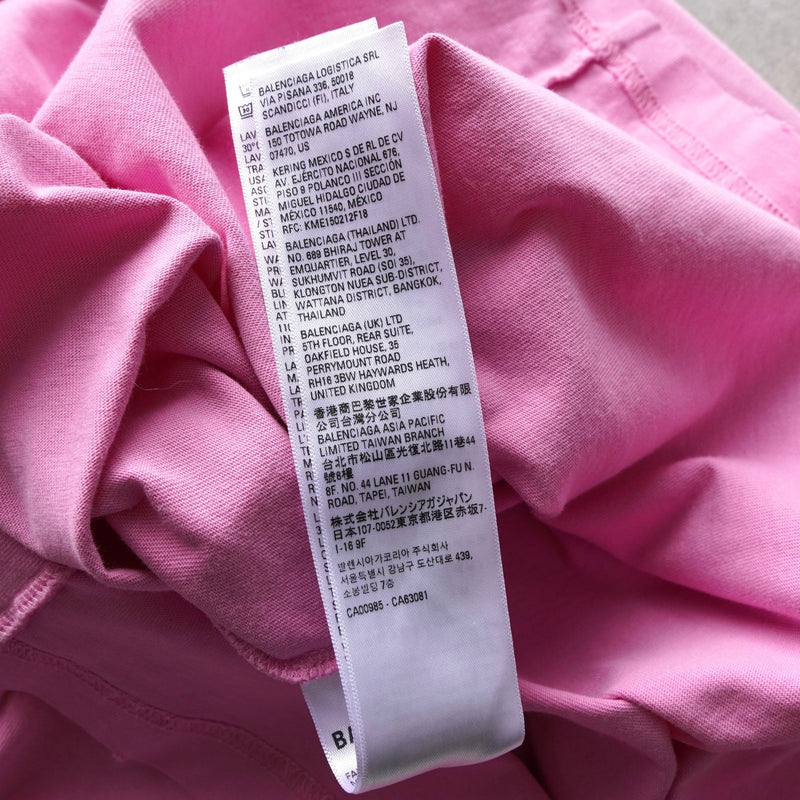 BALENCIAGA LOGISTICA SRL
VIA PISANA 336, 50018
SCANDICCI (FI), ITALY
BALENCIAGA AMERICA INC
150 TOTOWA ROAD WAYNE, NJ
07470, US
KERING MEXICO S DE RL DE CV
AV. EJÉRCITO NACIONAL 676,
PISO 9 POLANCO III SECCIÓN
MIGUEL HIDALGO CIUDAD DE
MÉXICO 11540, MÉXICO
RFC: KME150212F18
BALENCIAGA (THAILAND) LTD.
NO. 689 BHIRAJ TOWER AT
EMQUARTIER, LEVEL 30,
SUKHUMVIT ROAD (SOI 35),
KLONGTON NUEA SUB-DISTRICT,
WATTANA DISTRICT, BANGKOK,
THAILAND
BALENCIAGA (UK) LTD
5TH FLOOR, REAR SUITE,
OAKFIELD HOUSE, 35
PERRYMOUNT ROAD
RH16 3BW HAYWARDS HEATH,
UNITED KINGDOM
香港商巴黎世家企業股份有限
公司台灣分公司
BALENCIAGA ASIA PACIFIC
LIMITED TAIWAN BRANCH
台北市松山區光復北路11巷44
號8樓
8F. NO. 44 LANE 11 GUANG-FU N.
ROAD, TAPEI, TAIWAN
株式会社バレンシアガジャパン
日本107-0052東京都港区赤坂7-
1-16 9F
발렌시아가코리아 주식회사
서울특별시 강남구 도산대로 439,
소봉빌딩 7층
CA00985 - CA63081